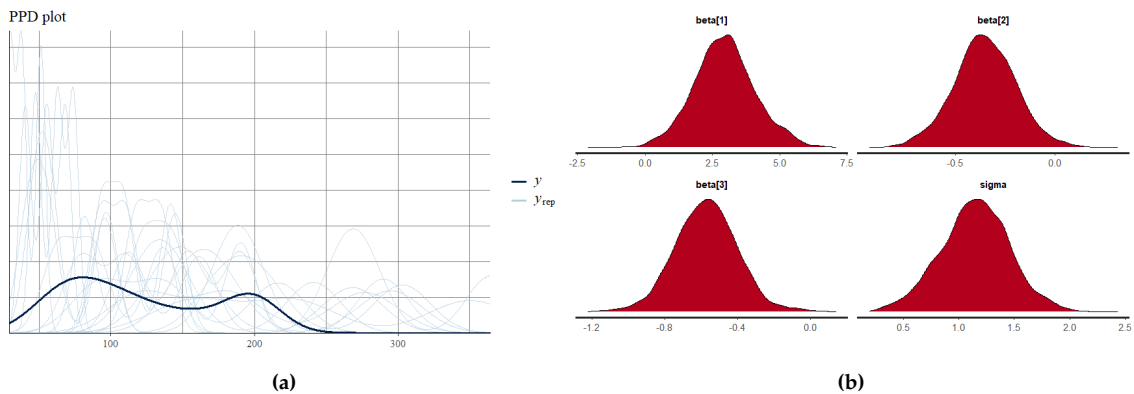 PPD plot
100 200 300
y
y rep
(a)
beta[1]
-2.5 0.0 2.5 5.0 7.5
beta[2]
-0.5 0.0
beta[3]
-1.2 -0.8 -0.4 0.0
sigma
0.5 1.0 1.5 2.0 2.5
(b)